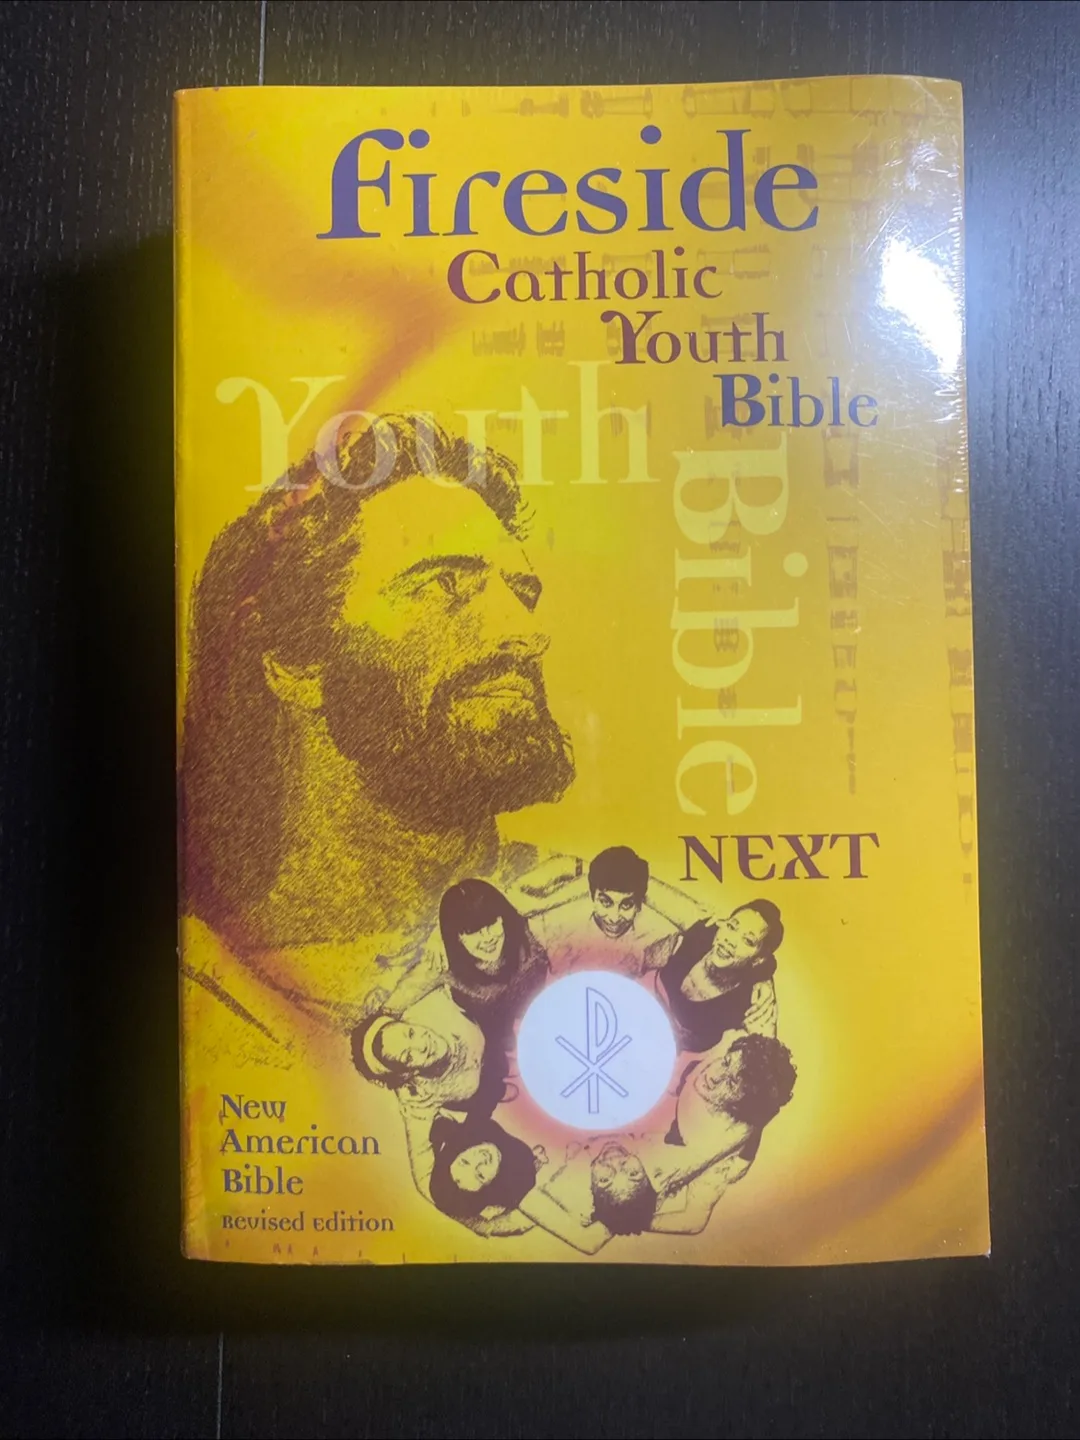 Fireside
Catholic
Youth
Bible
Youth
Bible
NEXT
New
American
Bible
Revised Edition